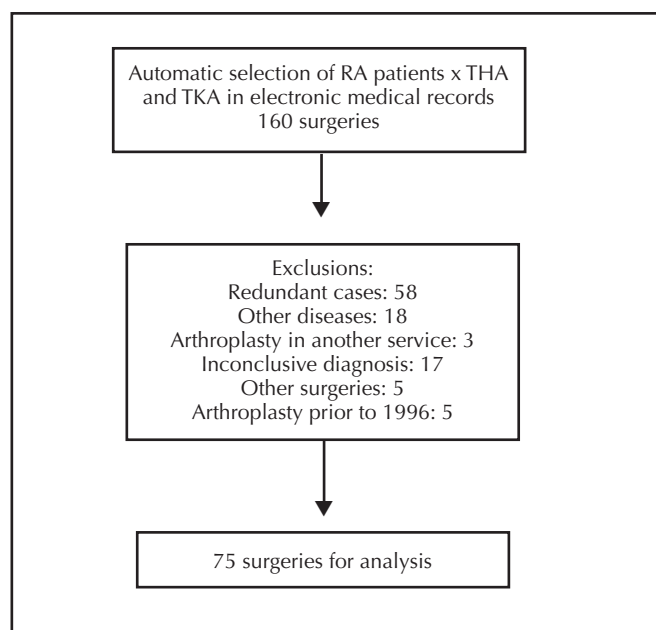 Automatic selection of RA patients x THA
and TKA in electronic medical records
160 surgeries
Exclusions:
Redundant cases: 58
Other diseases: 18
Arthroplasty in another service: 3
Inconclusive diagnosis: 17
Other surgeries: 5
Arthroplasty prior to 1996: 5
75 surgeries for analysis